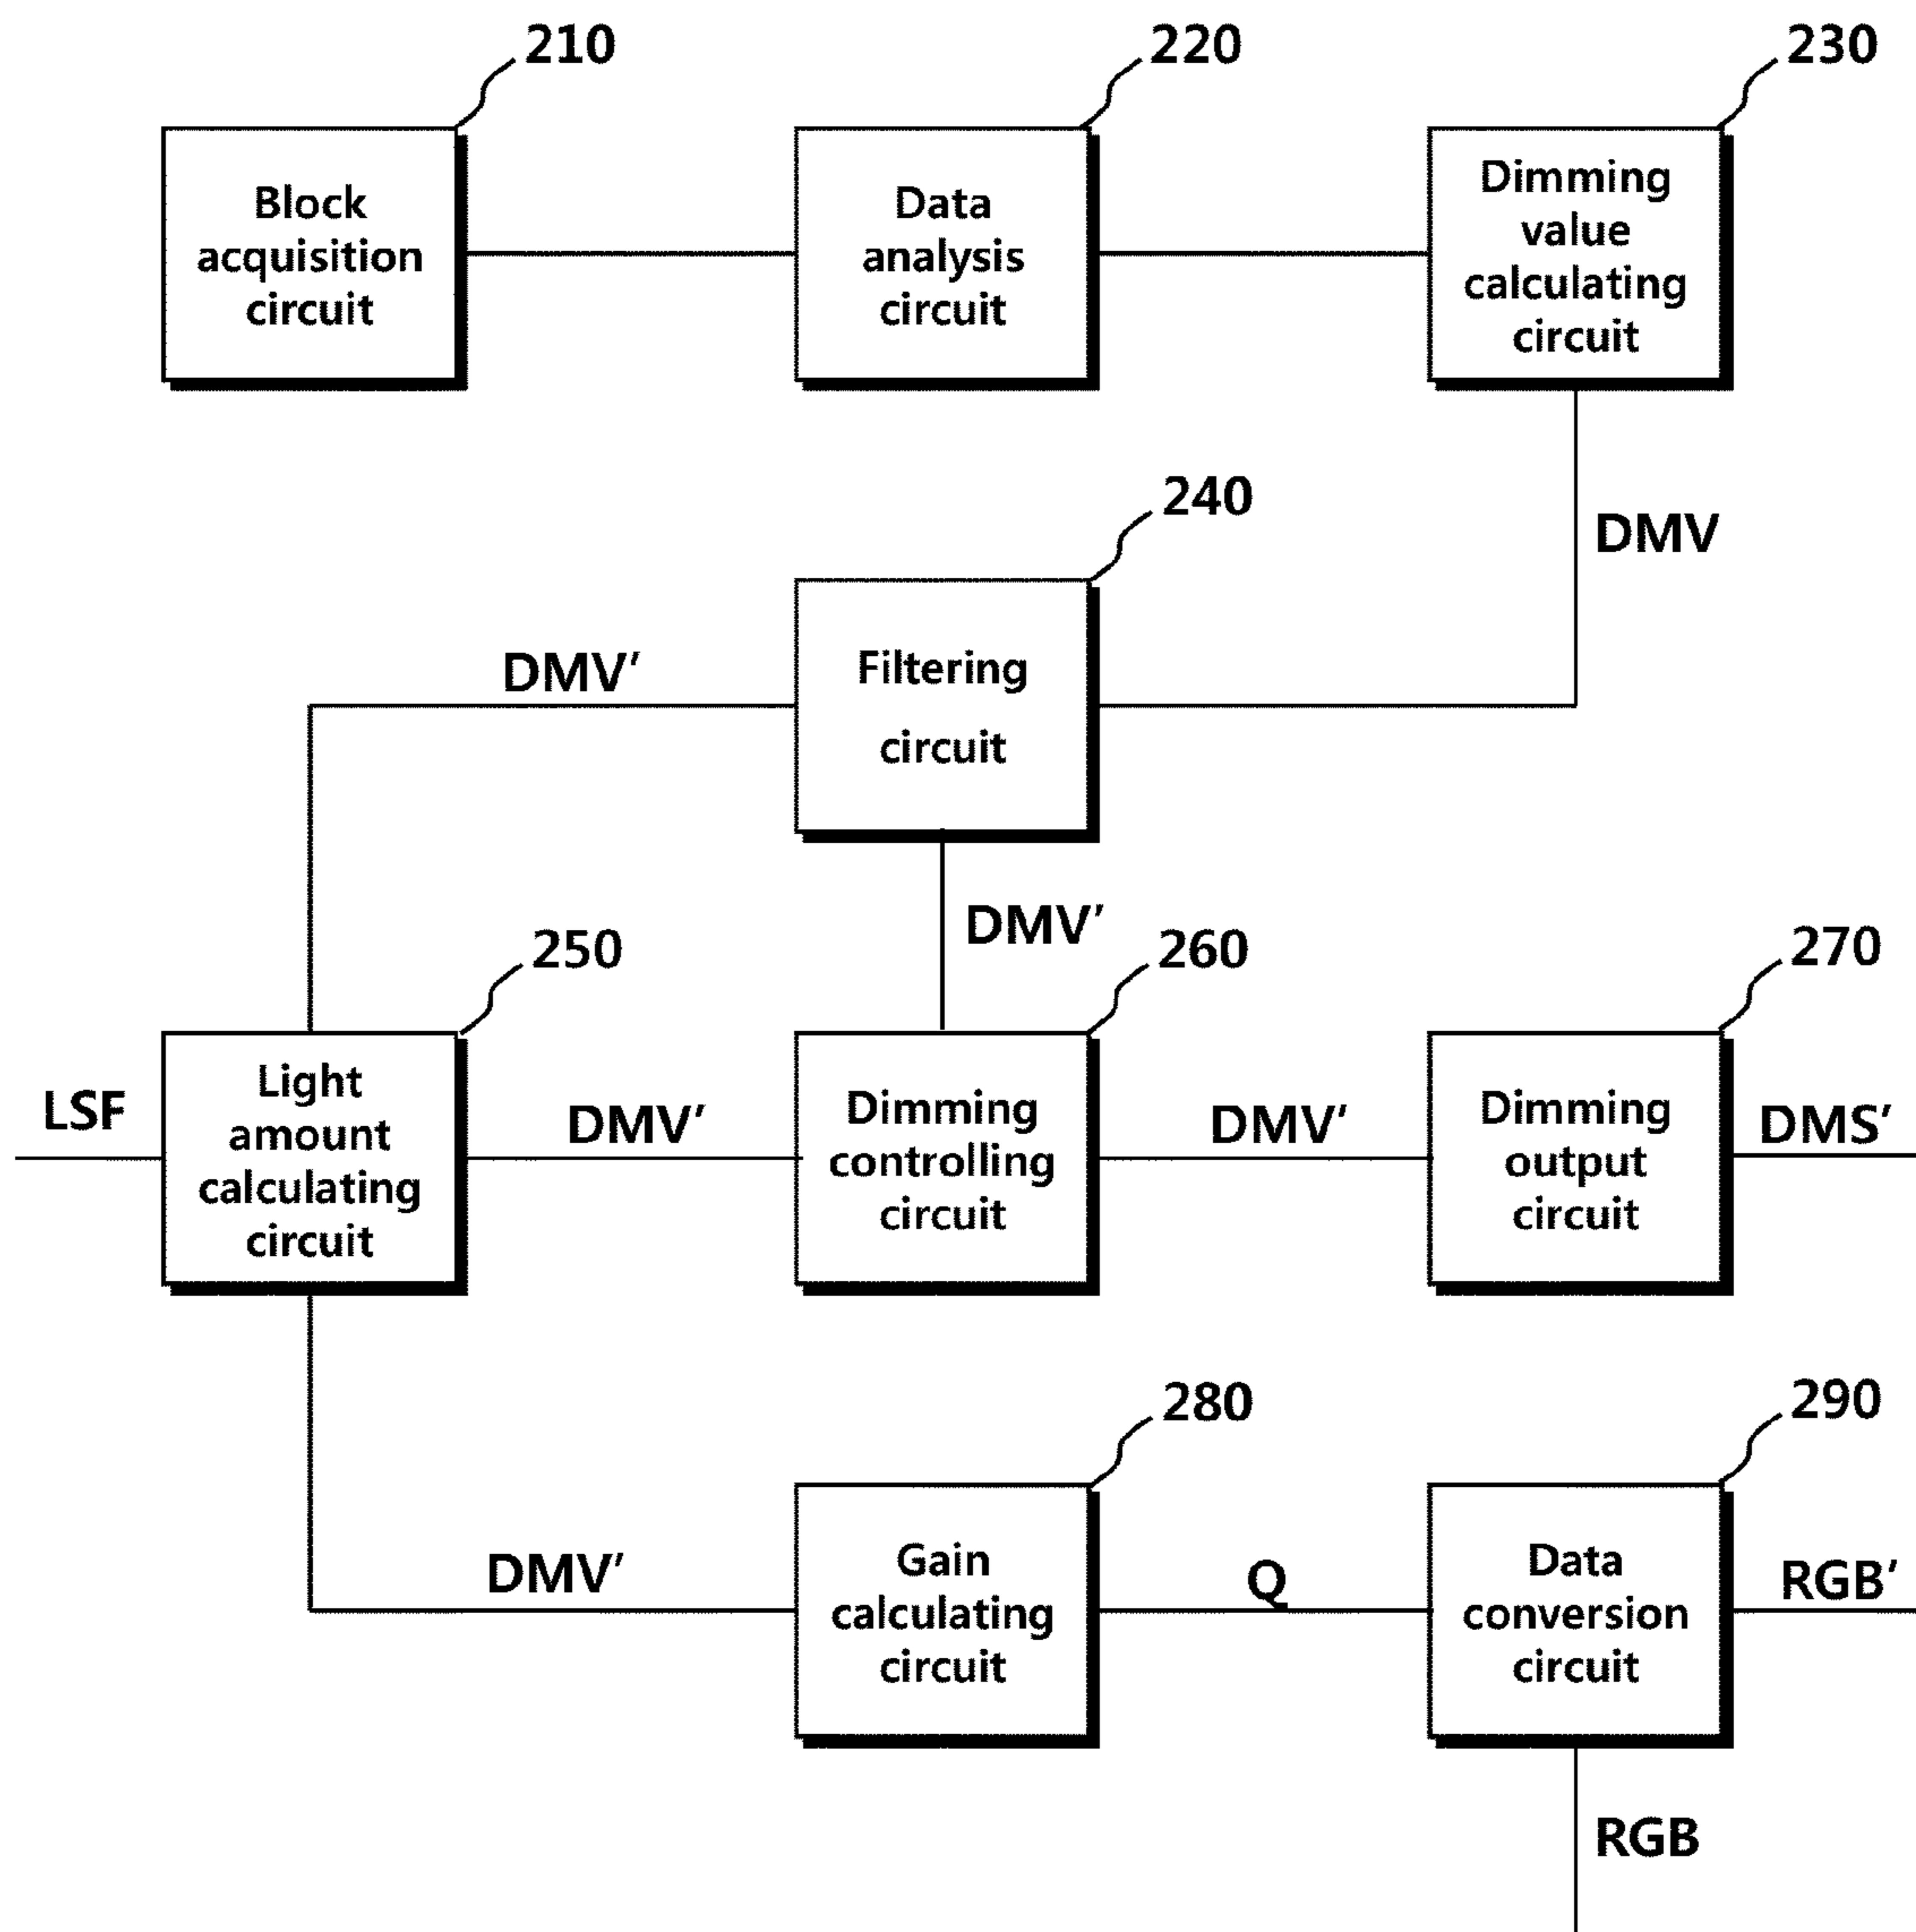 210
220
230
Block
acquisition
circuit
Data
analysis
circuit
Dimming
value
calculating
circuit
240
DMV
DMV'
Filtering
circuit
DMV'
250
260
270
LSF
Light
amount
calculating
circuit
DMV'
Dimming
controlling
circuit
DMV'
Dimming
output
circuit
DMS'
280
290
DMV'
Gain
calculating
circuit
Q
Data
conversion
circuit
RGB'
RGB